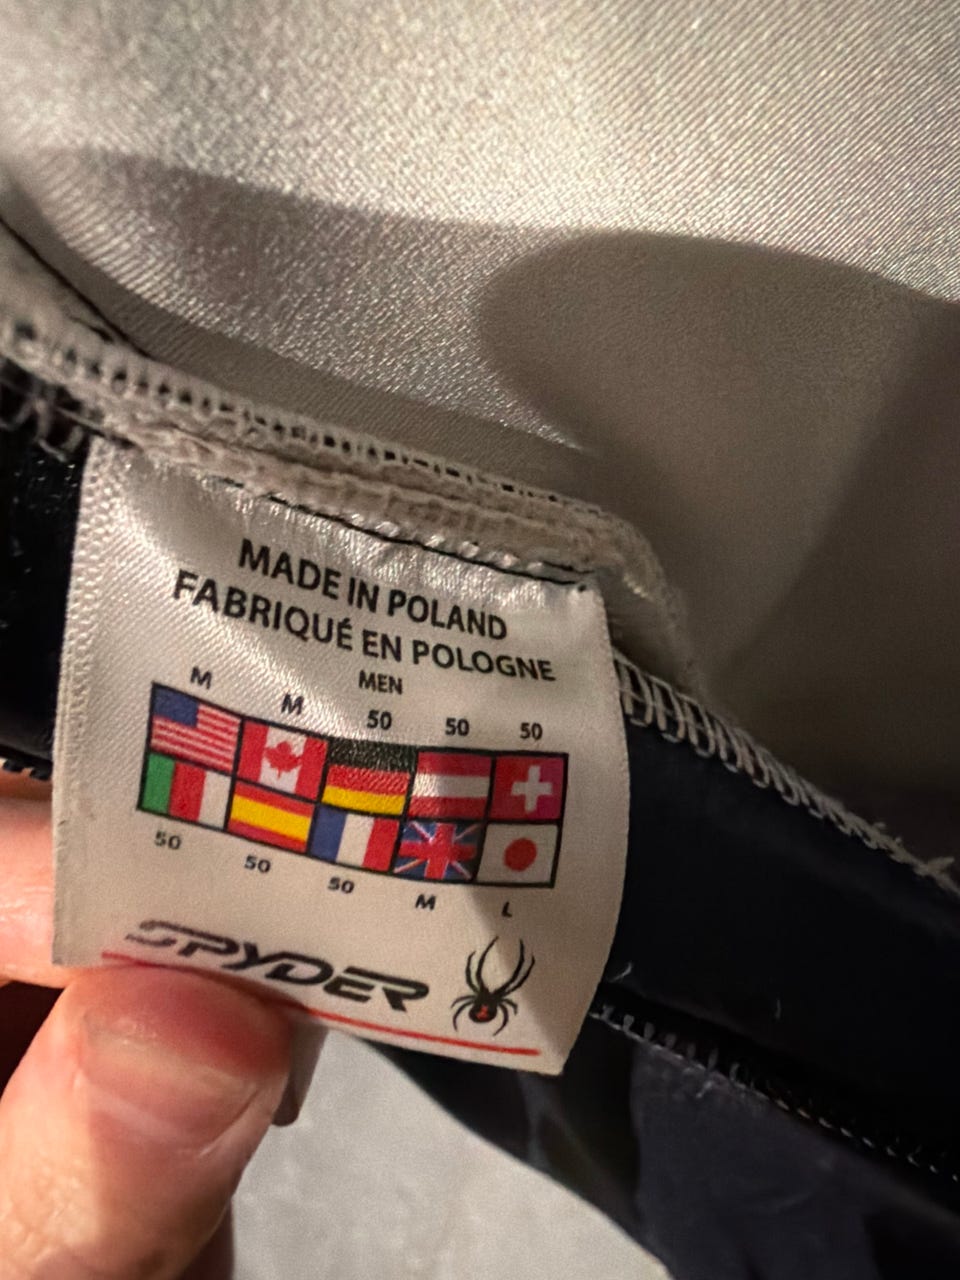 MADE IN POLAND
FABRIQUÉ EN POLOGNE
MEN
M M 50 50 50
50 50 50 M L
SPYDER